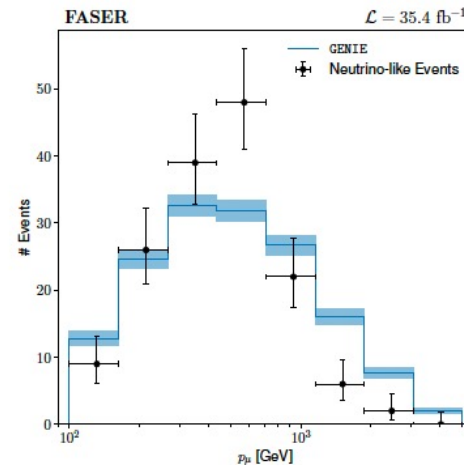 FASER
ℒ = 35.4 fb⁻¹
GENIE
Neutrino-like Events
# Events
50
40
30
20
10
0
10²
10³
pμ [GeV]